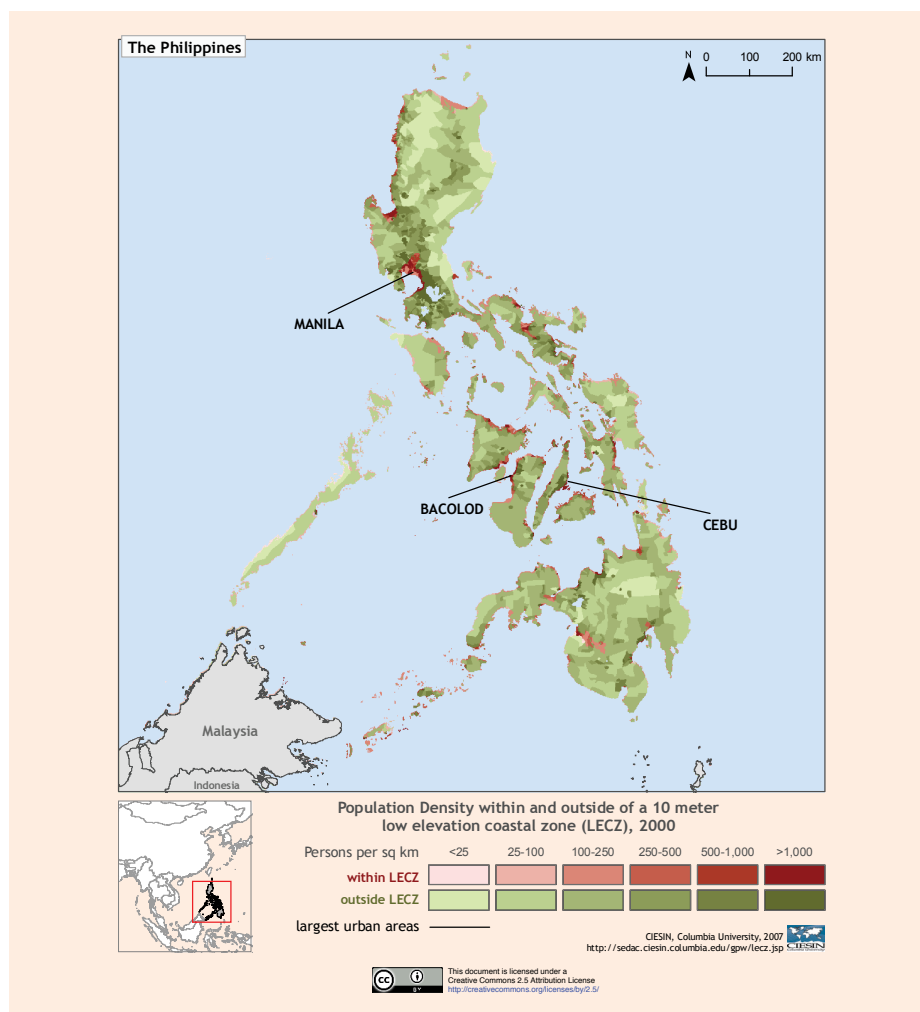 The Philippines
N
0 100 200 km
MANILA
BACOLOD
CEBU
Malaysia
Indonesia
Population Density within and outside of a 10 meter
low elevation coastal zone (LECZ), 2000
Persons per sq km <25 25-100 100-250 250-500 500-1,000 >1,000
within LECZ
outside LECZ
largest urban areas
CIESIN, Columbia University, 2007
http://sedac.ciesin.columbia.edu/gpw/lecz.jsp
CIESIN
cc
BY
This document is licensed under a
Creative Commons 2.5 Attribution License
http://creativecommons.org/licenses/by/2.5/